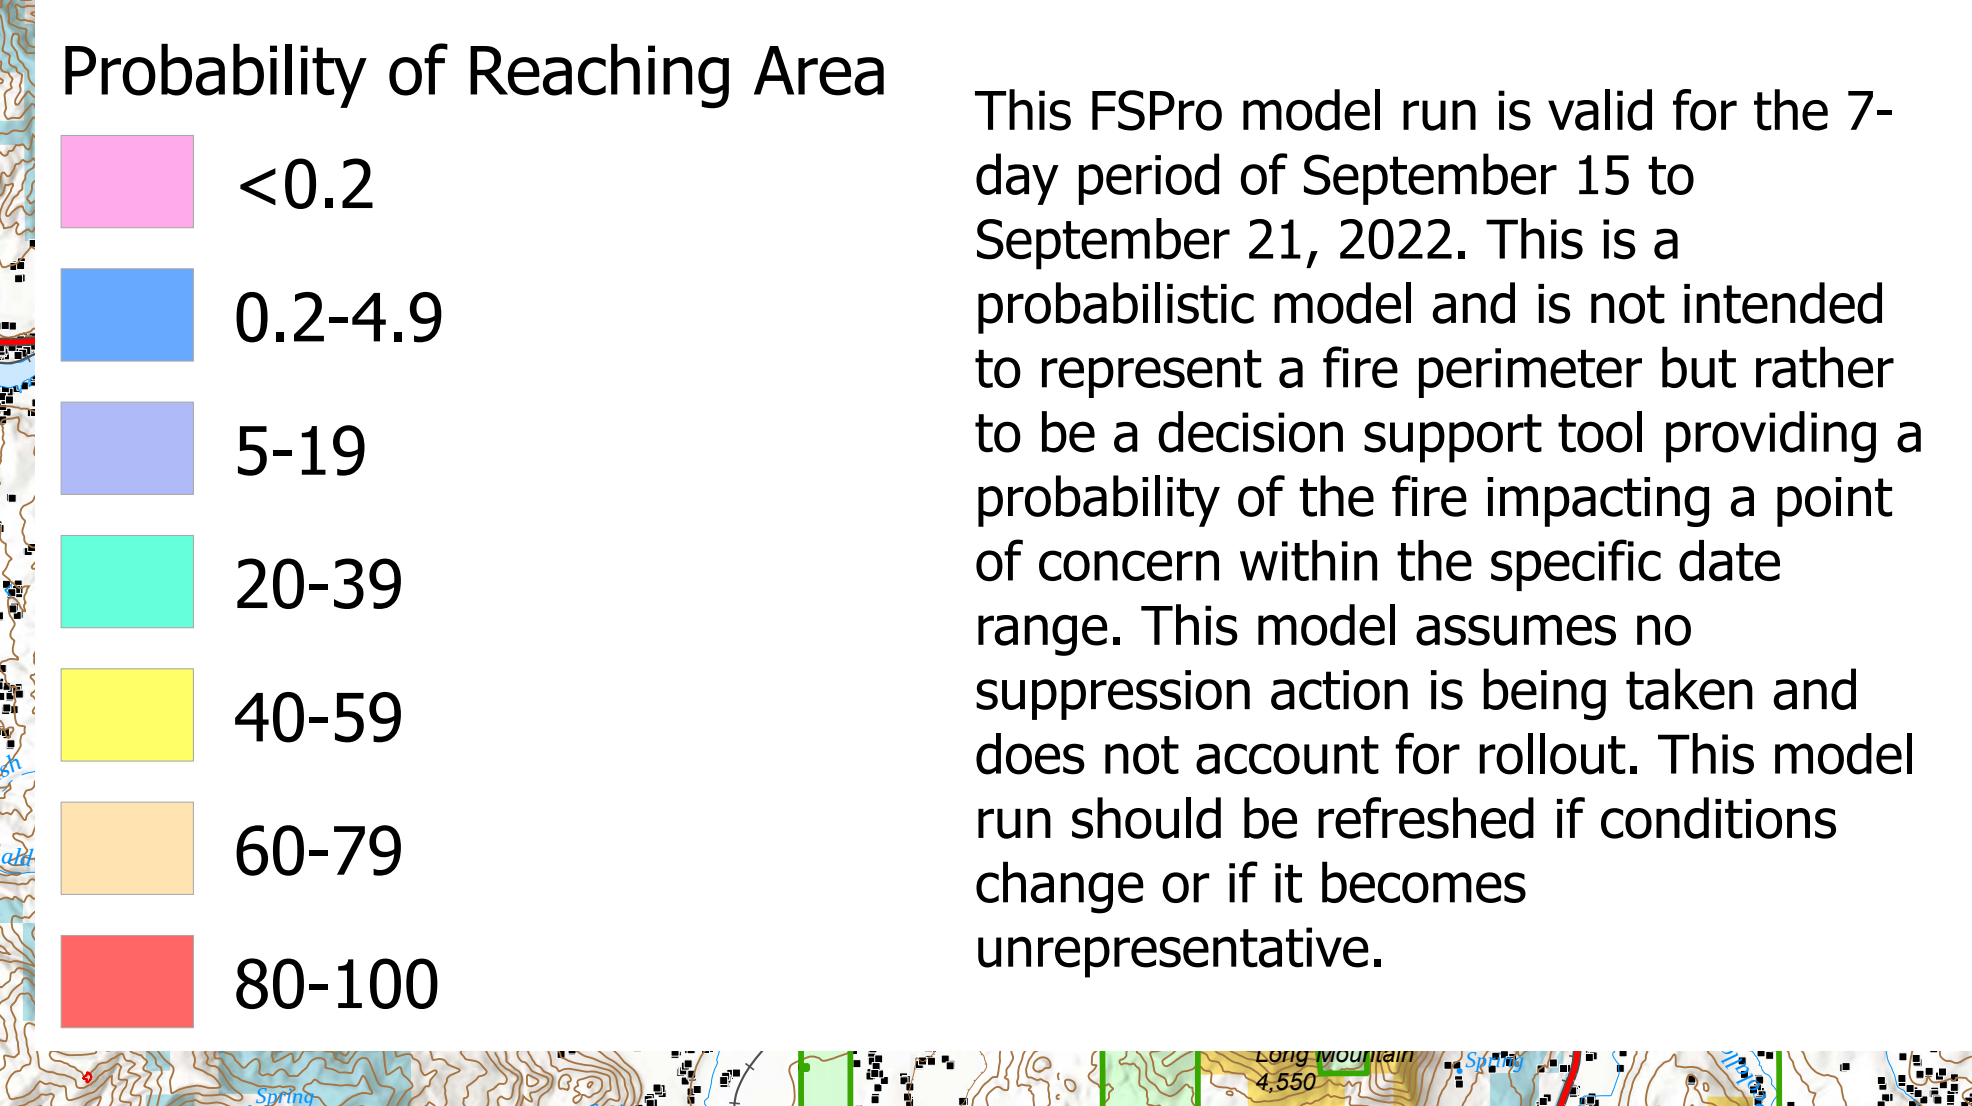 Probability of Reaching Area
<0.2
0.2-4.9
5-19
20-39
40-59
60-79
80-100
This FSPro model run is valid for the 7-
day period of September 15 to
September 21, 2022. This is a
probabilistic model and is not intended
to represent a fire perimeter but rather
to be a decision support tool providing a
probability of the fire impacting a point
of concern within the specific date
range. This model assumes no
suppression action is being taken and
does not account for rollout. This model
run should be refreshed if conditions
change or if it becomes
unrepresentative.
Long Mountain
4,550
Spring
Spring